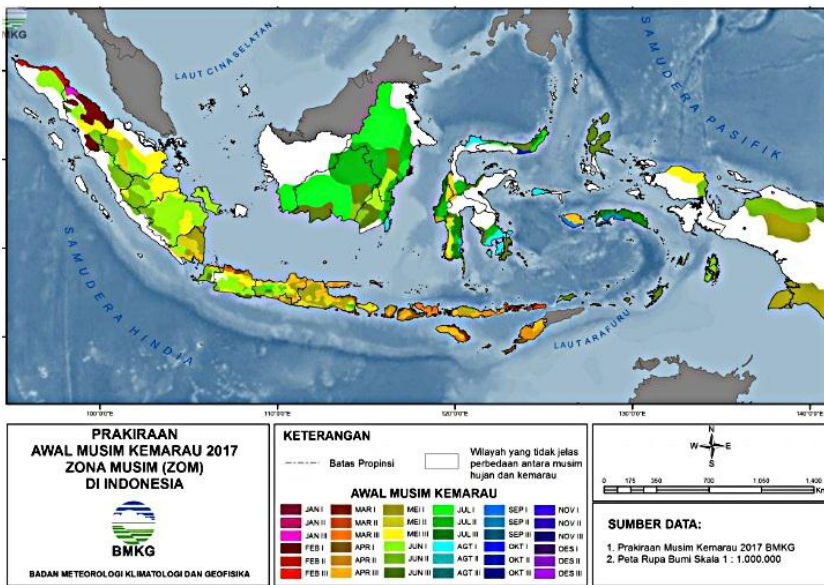 BMKG
LAUT CINA SELATAN
SAMUDERA PASIFIK
SAMUDERA HINDIA
LAUT ARAFURU
100°0'0"E 110°0'0"E 120°0'0"E 130°0'0"E 140°0'0"E
PRAKIRAAN
AWAL MUSIM KEMARAU 2017
ZONA MUSIM (ZOM)
DI INDONESIA
BMKG
BADAN METEOROLOGI KLIMATOLOGI DAN GEOFISIKA
KETERANGAN
Batas Propinsi
Wilayah yang tidak jelas
perbedaan antara musim
hujan dan kemarau
AWAL MUSIM KEMARAU
JAN I MAR I MEI I JUL I SEP I NOV I
JAN II MAR II MEI II JUL II SEP II NOV II
JAN III MAR III MEI III JUL III SEP III NOV III
FEB I APR I JUN I AGT I OKT I DES I
FEB II APR II JUN II AGT II OKT II DES II
FEB III APR III JUN III AGT II OKT III DES III
N
W E
S
0 175 350 700 1.050 1.400
Km
SUMBER DATA:
1. Prakiraan Musim Kemarau 2017 BMKG
2. Peta Rupa Bumi Skala 1 : 1.000.000